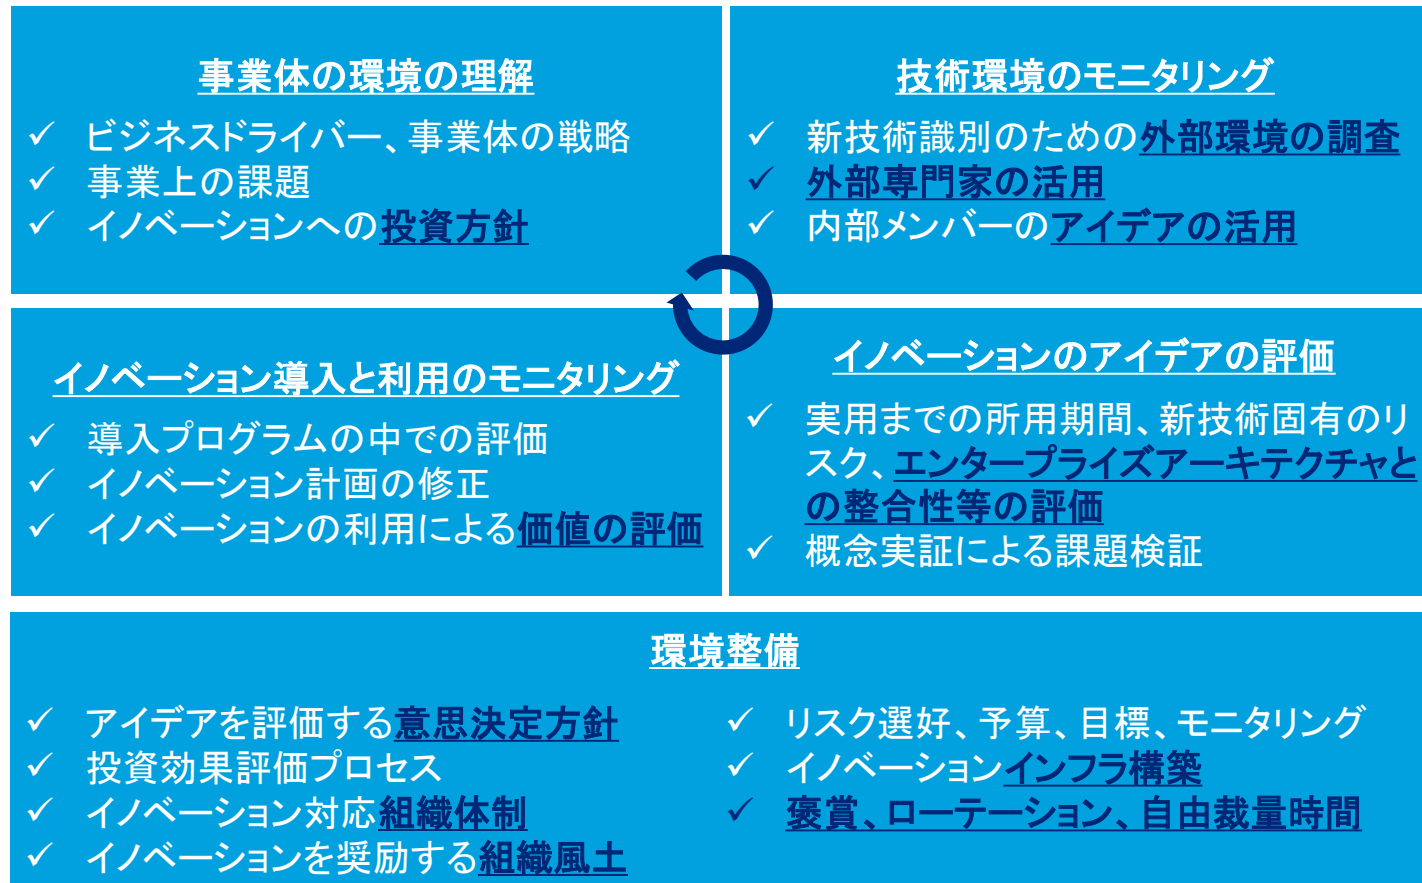 事業体の環境の理解
✓ ビジネスドライバー、事業体の戦略
✓ 事業上の課題
✓ イノベーションへの投資方針
技術環境のモニタリング
✓ 新技術識別のための外部環境の調査
✓ 外部専門家の活用
✓ 内部メンバーのアイデアの活用
イノベーション導入と利用のモニタリング
✓ 導入プログラムの中での評価
✓ イノベーション計画の修正
✓ イノベーションの利用による価値の評価
イノベーションのアイデアの評価
✓ 実用までの所用期間、新技術固有のリ
スク、エンタープライズアーキテクチャと
の整合性等の評価
✓ 概念実証による課題検証
環境整備
✓ アイデアを評価する意思決定方針
✓ 投資効果評価プロセス
✓ イノベーション対応組織体制
✓ イノベーションを奨励する組織風土
✓ リスク選好、予算、目標、モニタリング
✓ イノベーションインフラ構築
✓ 褒賞、ローテーション、自由裁量時間